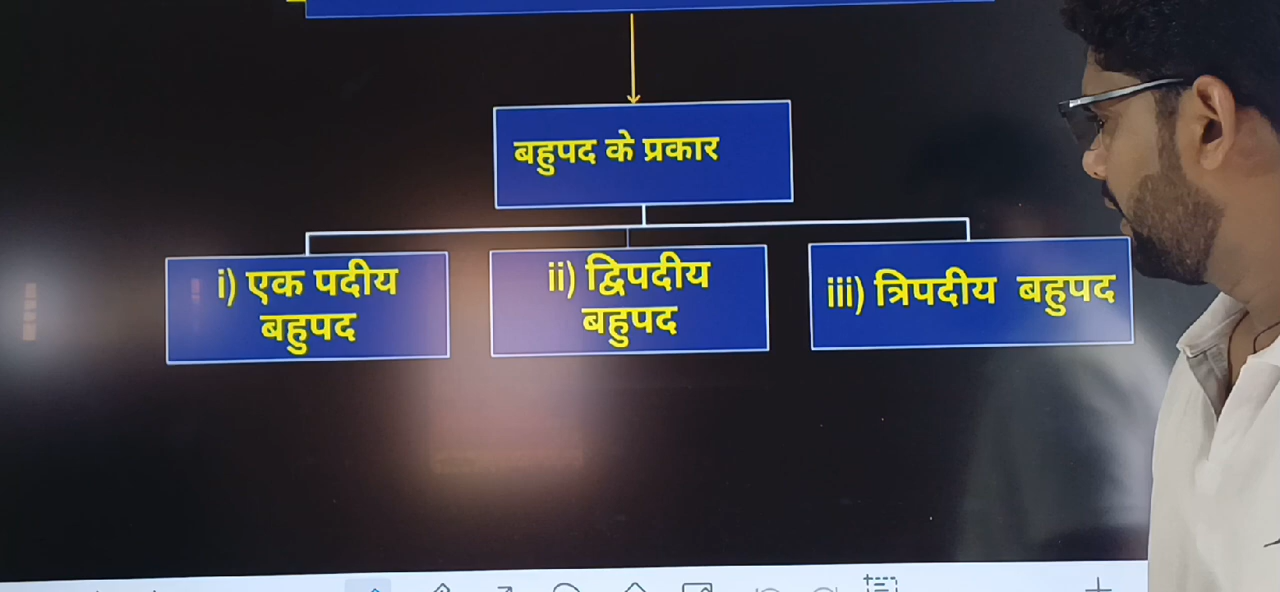 बहुपद के प्रकार
i) एक पदीय
बहुपद
ii) द्विपदीय
बहुपद
iii) त्रिपदीय बहुपद